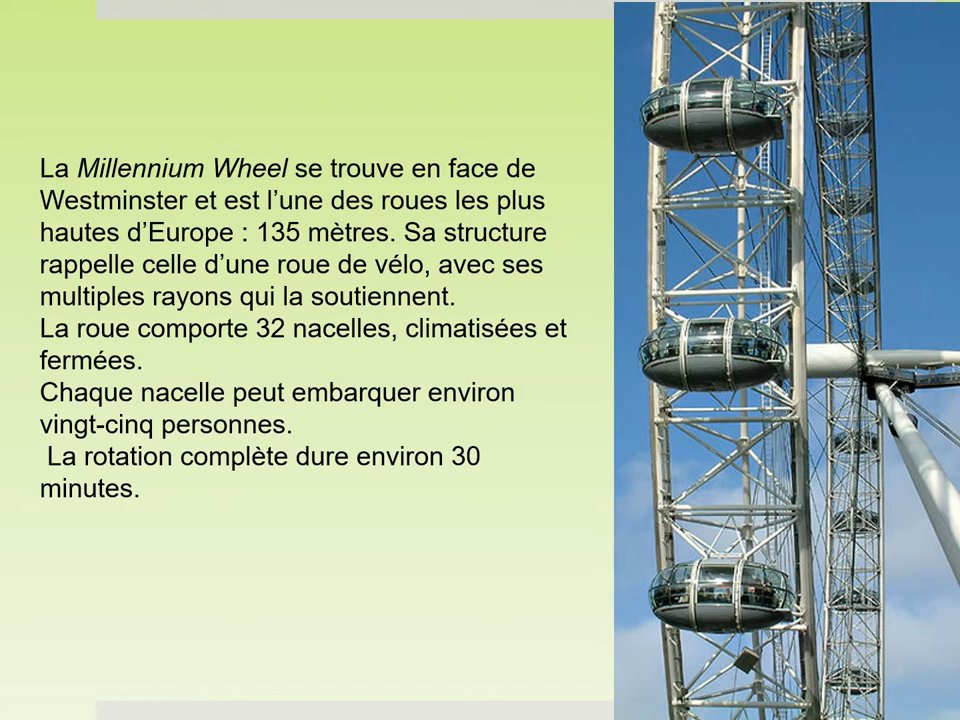 La Millennium Wheel se trouve en face de
Westminster et est l’une des roues les plus
hautes d’Europe : 135 mètres. Sa structure
rappelle celle d’une roue de vélo, avec ses
multiples rayons qui la soutiennent.
La roue comporte 32 nacelles, climatisées et
fermées.
Chaque nacelle peut embarquer environ
vingt-cinq personnes.
La rotation complète dure environ 30
minutes.